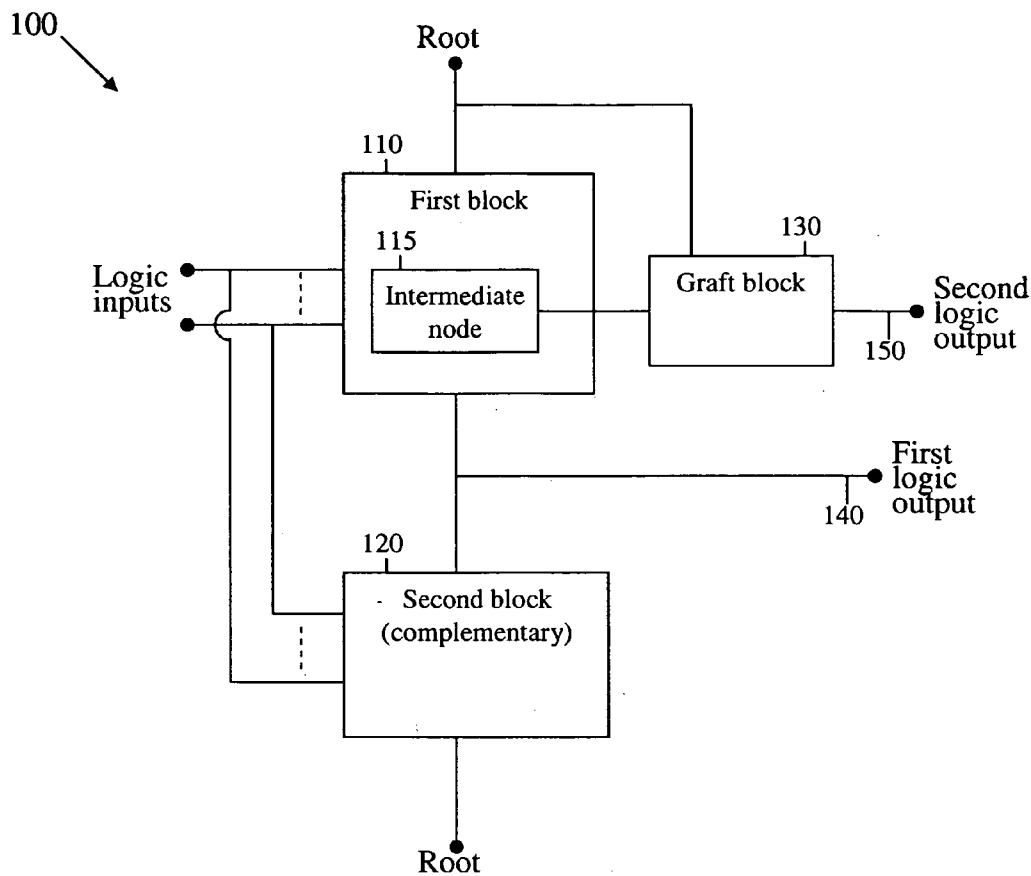 100
Root
110
First block
115
Intermediate
node
130
Graft block
Logic
inputs
Second
logic
output
150
First
logic
output
140
120
Second block
(complementary)
Root